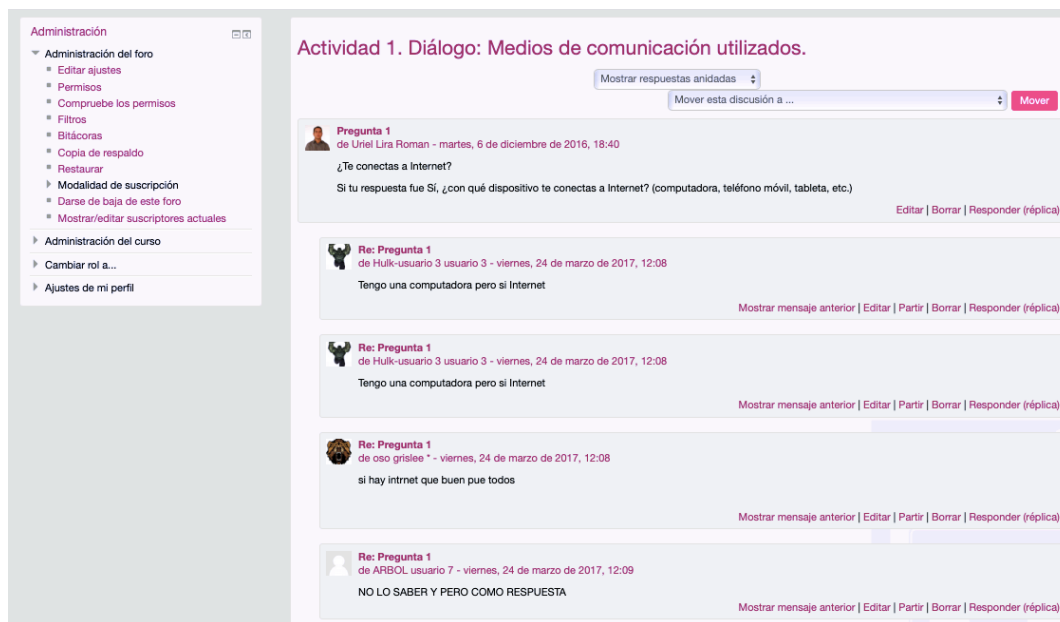 Administración
Administración del foro
Editar ajustes
Permisos
Compruebe los permisos
Filtros
Bitácoras
Copia de respaldo
Restaurar
Modalidad de suscripción
Darse de baja de este foro
Mostrar/editar suscriptores actuales
Administración del curso
Cambiar rol a...
Ajustes de mi perfil
Actividad 1. Diálogo: Medios de comunicación utilizados.
Mostrar respuestas anidadas
Mover esta discusión a ... Mover
Pregunta 1
de Uriel Lira Roman - martes, 6 de diciembre de 2016, 18:40
¿Te conectas a Internet?
Si tu respuesta fue Sí, ¿con qué dispositivo te conectas a Internet? (computadora, teléfono móvil, tableta, etc.)
Editar | Borrar | Responder (réplica)
Re: Pregunta 1
de Hulk-usuario 3 usuario 3 - viernes, 24 de marzo de 2017, 12:08
Tengo una computadora pero si Internet
Mostrar mensaje anterior | Editar | Partir | Borrar | Responder (réplica)
Re: Pregunta 1
de Hulk-usuario 3 usuario 3 - viernes, 24 de marzo de 2017, 12:08
Tengo una computadora pero si Internet
Mostrar mensaje anterior | Editar | Partir | Borrar | Responder (réplica)
Re: Pregunta 1
de oso grislee * - viernes, 24 de marzo de 2017, 12:08
si hay intrnet que buen pue todos
Mostrar mensaje anterior | Editar | Partir | Borrar | Responder (réplica)
Re: Pregunta 1
de ARBOL usuario 7 - viernes, 24 de marzo de 2017, 12:09
NO LO SABER Y PERO COMO RESPUESTA
Mostrar mensaje anterior | Editar | Partir | Borrar | Responder (réplica)